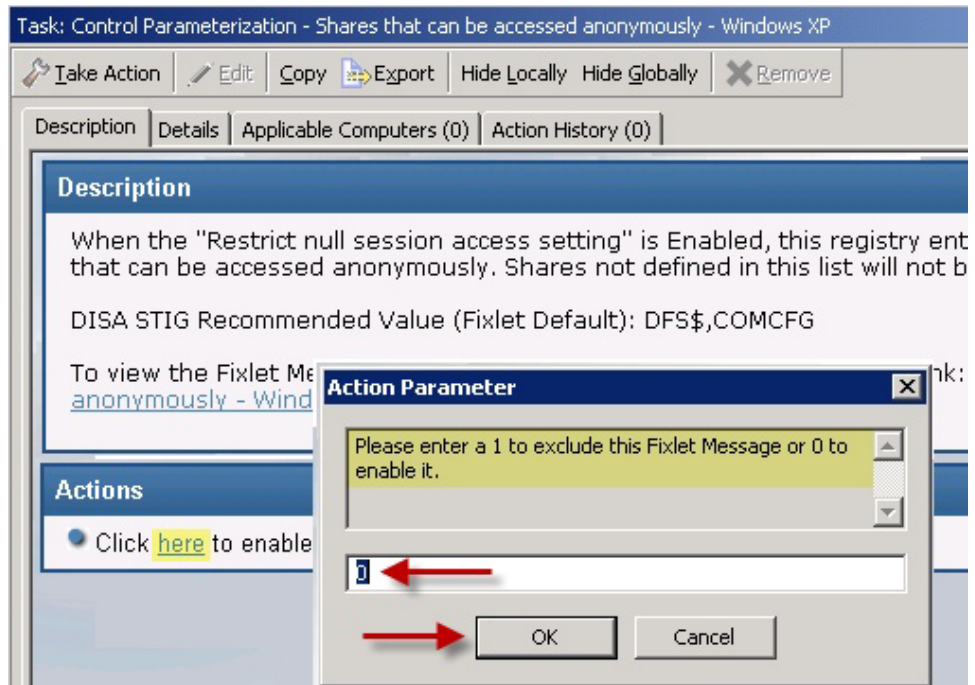 Task: Control Parameterization - Shares that can be accessed anonymously - Windows XP
Take Action Edit Copy Export Hide Locally Hide Globally Remove
Description Details Applicable Computers (0) Action History (0)
Description
When the "Restrict null session access setting" is Enabled, this registry ent
that can be accessed anonymously. Shares not defined in this list will not b
DISA STIG Recommended Value (Fixlet Default): DFS$,COMCFG
To view the Fixlet Me
nk:
anonymously - Wind
Action Parameter
Please enter a 1 to exclude this Fixlet Message or 0 to
enable it.
Actions
Click here to enable
0
OK Cancel